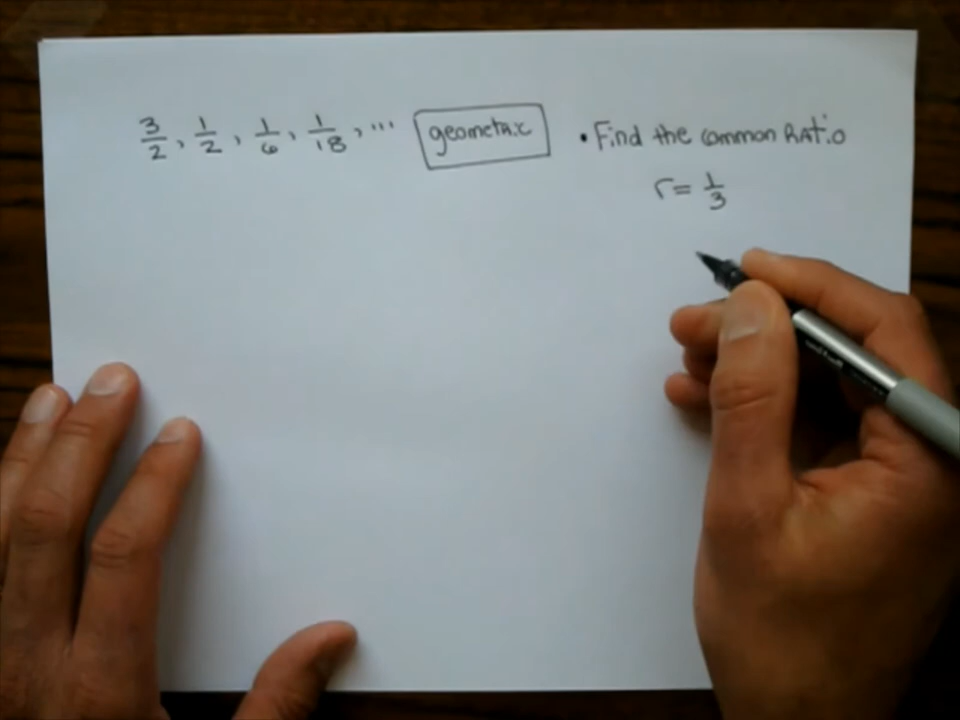 3/2, 1/2, 1/6, 1/18, ... geometric • Find the common Ratio
r = 1/3